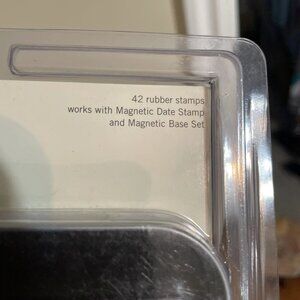 42 rubber stamps
works with Magnetic Date Stamp
and Magnetic Base Set